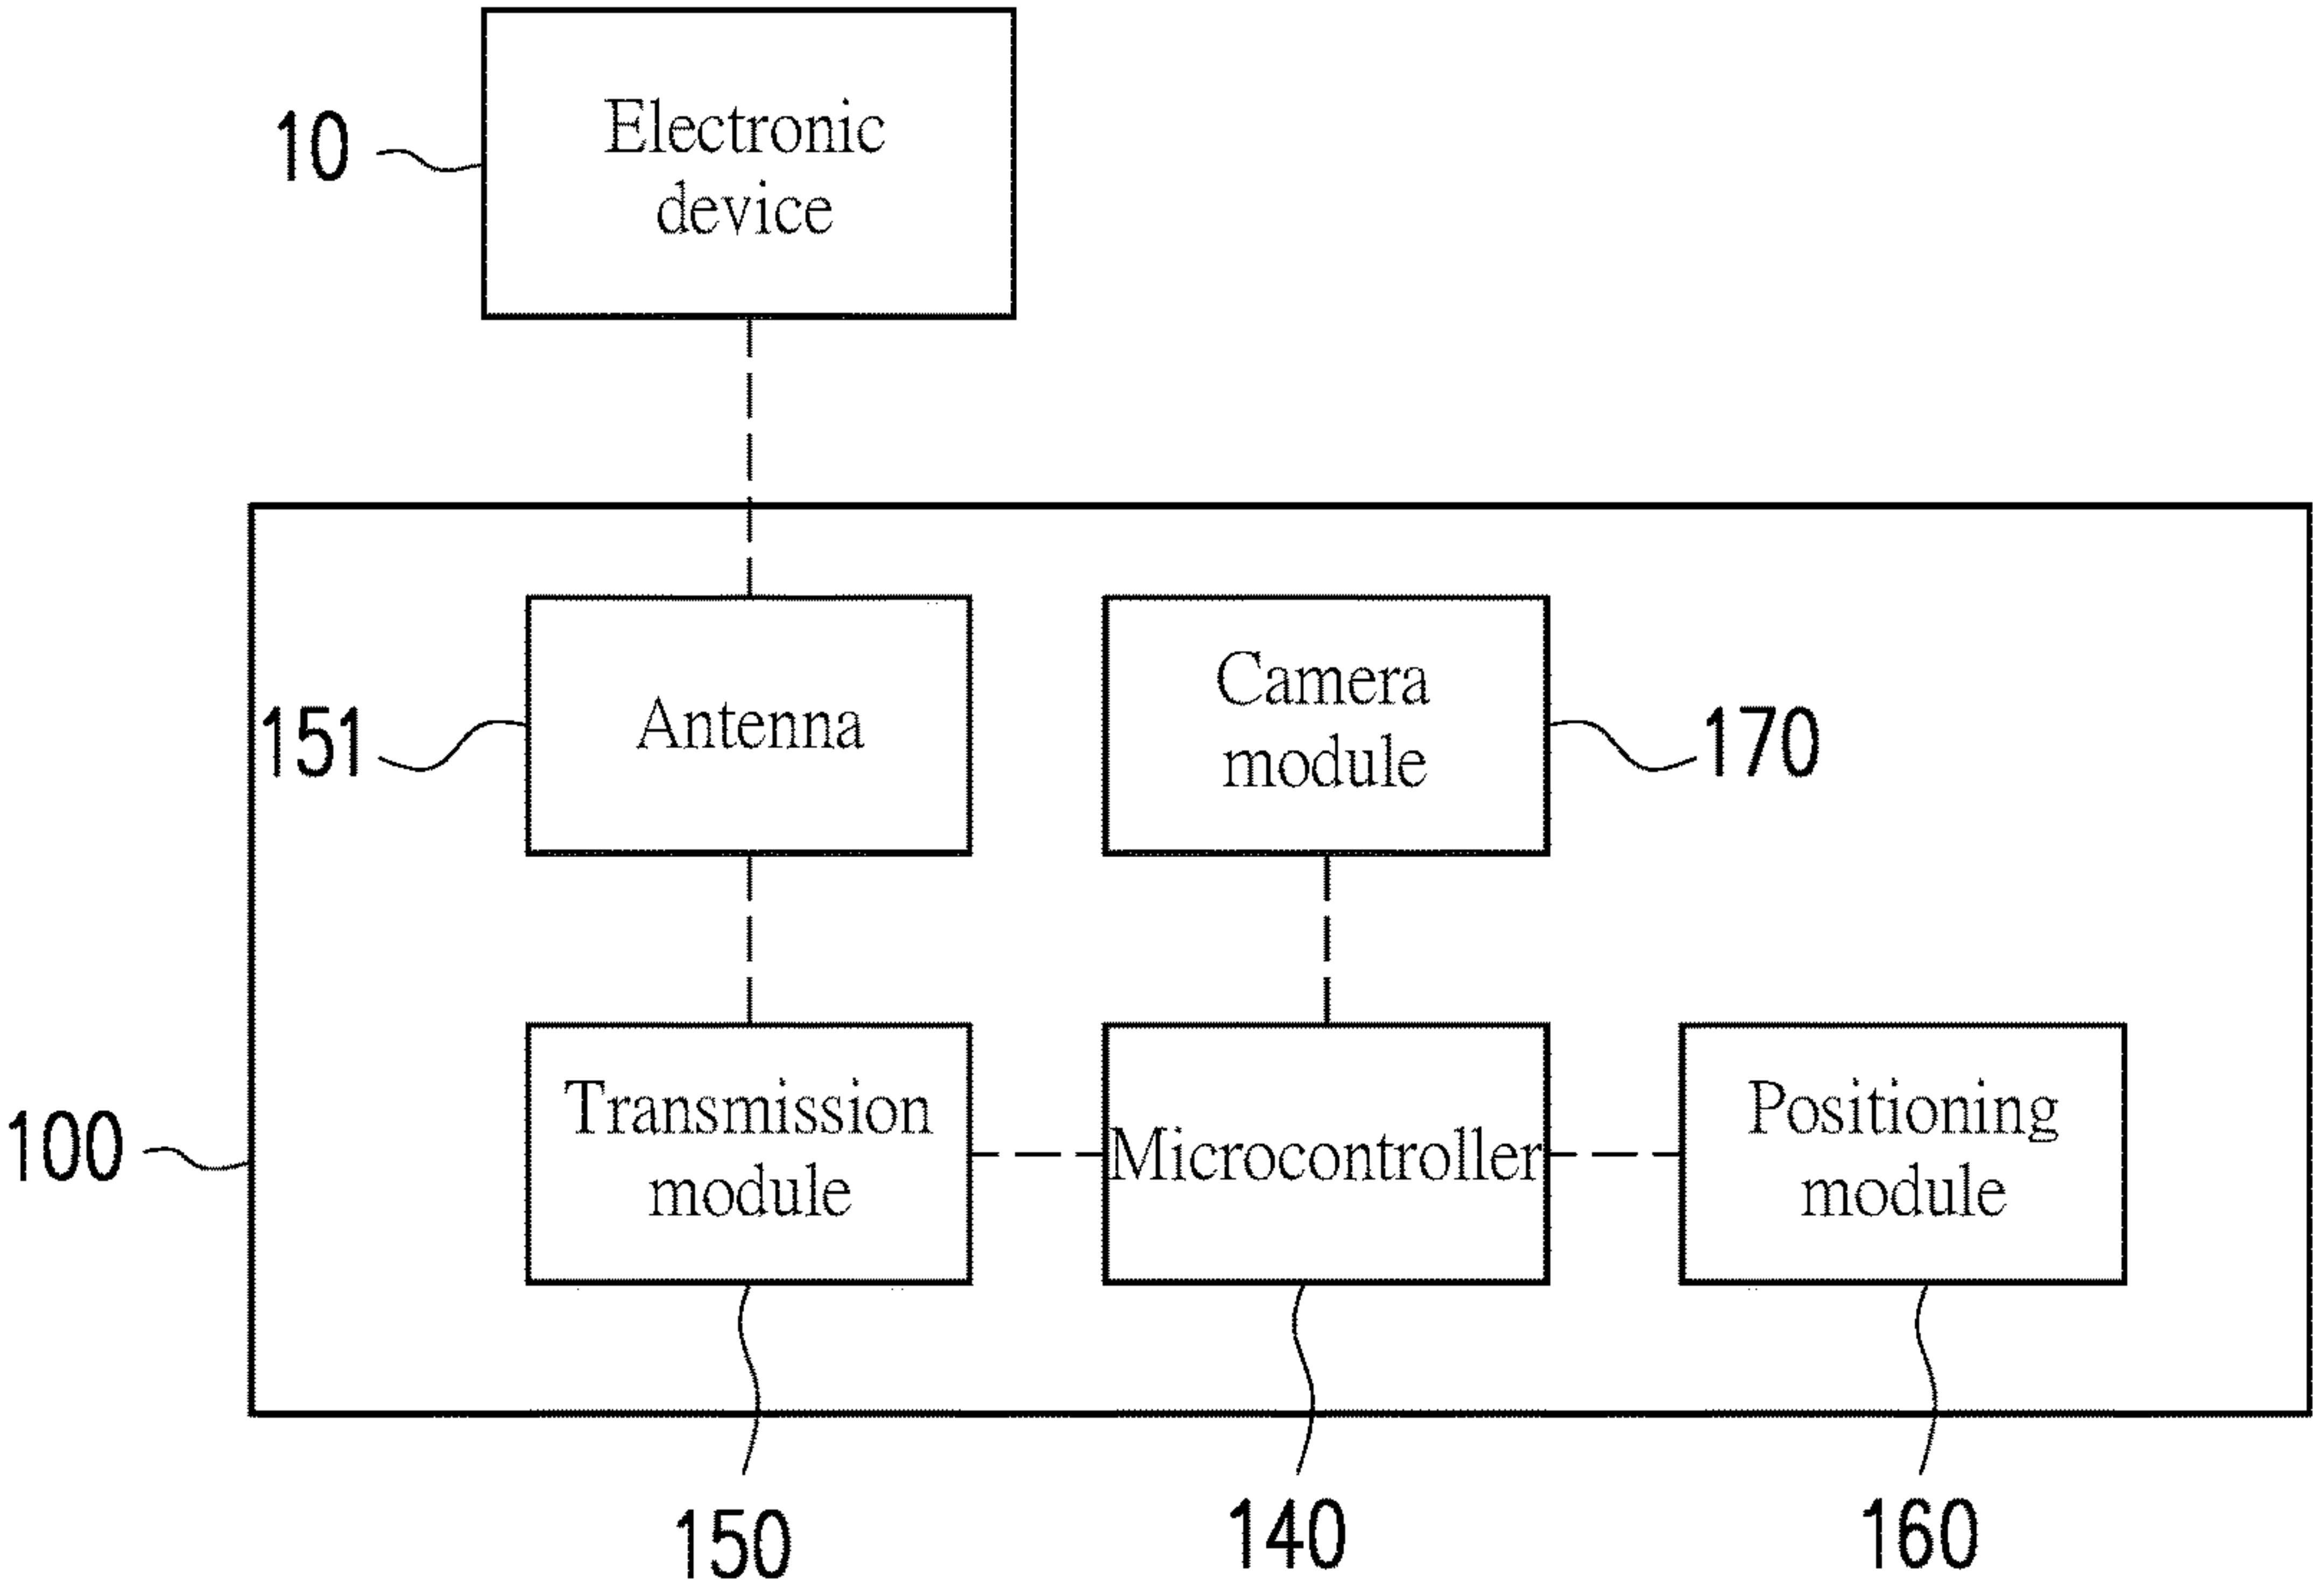 10
Electronic
device
151
Antenna
Camera
module
170
100
Transmission
module
Microcontroller
Positioning
module
150
140
160